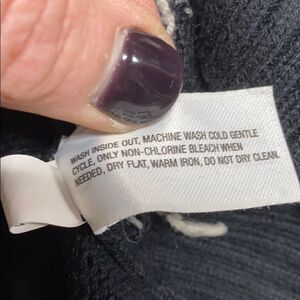 WASH INSIDE OUT, MACHINE WASH COLD GENTLE
CYCLE, ONLY NON-CHLORINE BLEACH WHEN
NEEDED, DRY FLAT, WARM IRON, DO NOT DRY CLEAN.